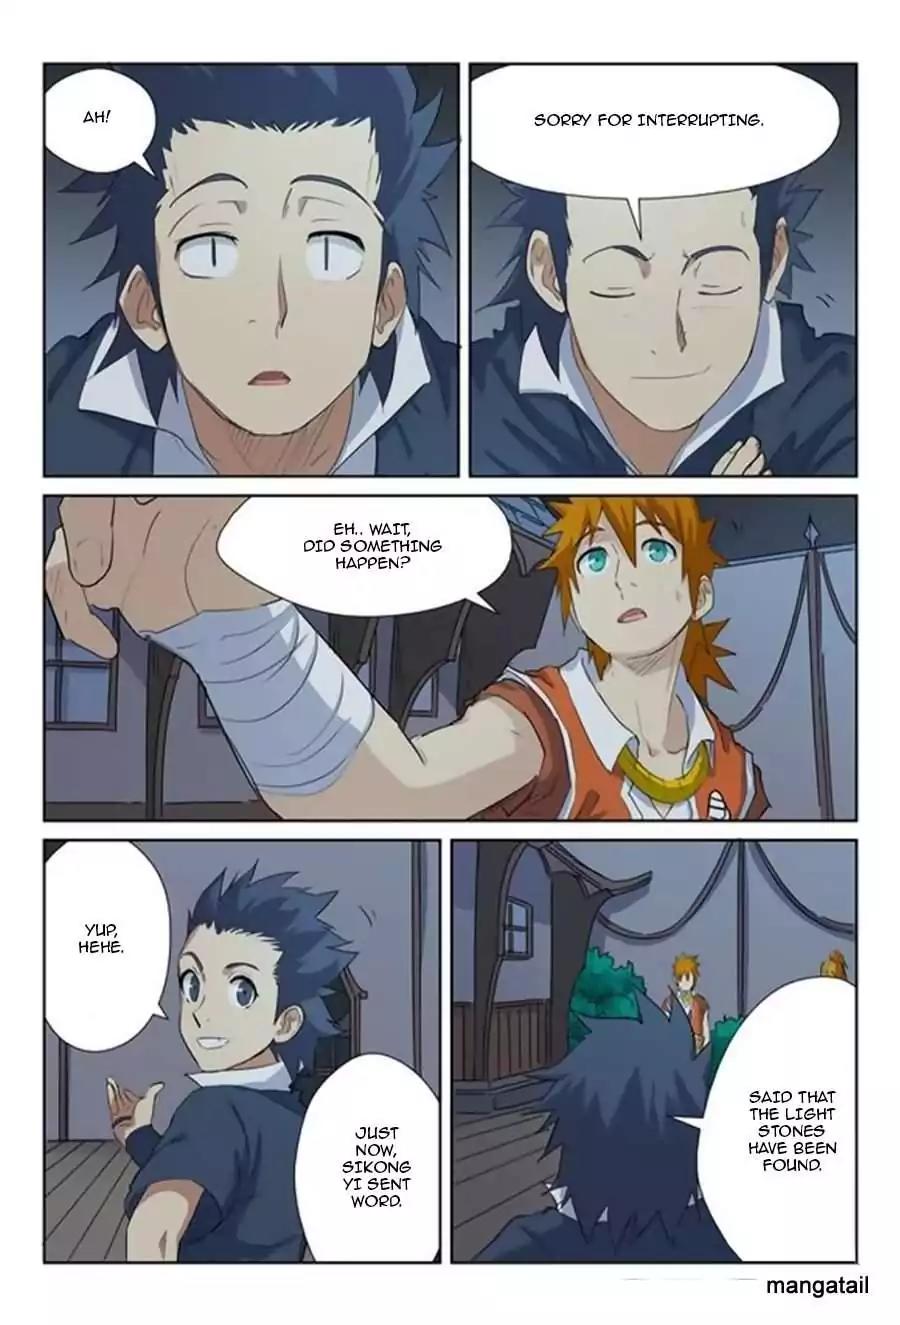 AH!
SORRY FOR INTERRUPTING.
EH.. WAIT,
DID SOMETHING
HAPPEN?
YUP,
HEHE.
JUST
NOW,
SIKONG
YI SENT
WORD.
SAID THAT
THE LIGHT
STONES
HAVE BEEN
FOUND.
mangatail